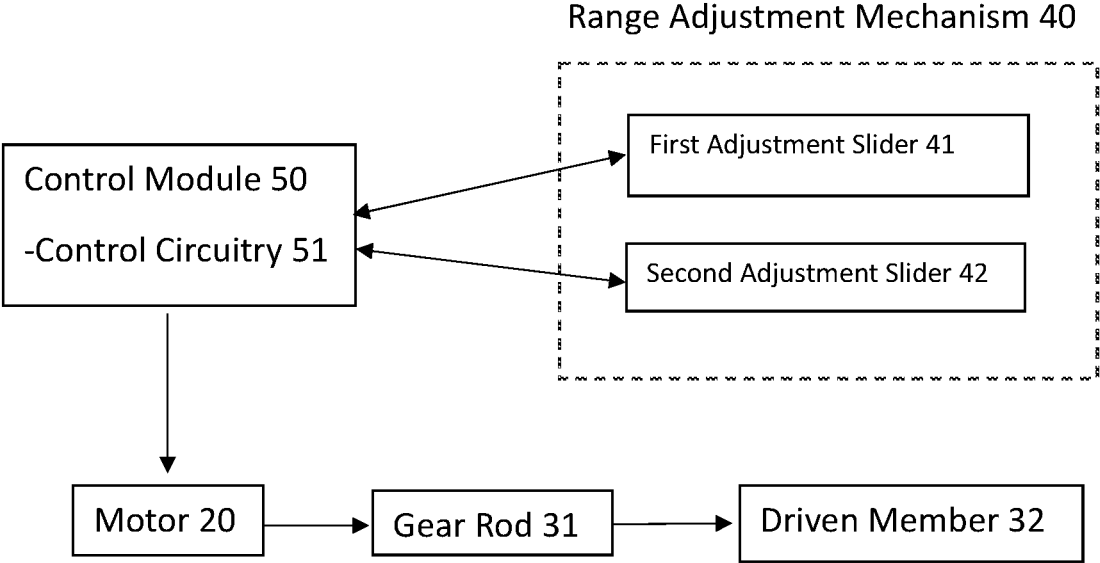 Range Adjustment Mechanism 40
First Adjustment Slider 41
Control Module 50
-Control Circuitry 51
Second Adjustment Slider 42
Motor 20
Gear Rod 31
Driven Member 32